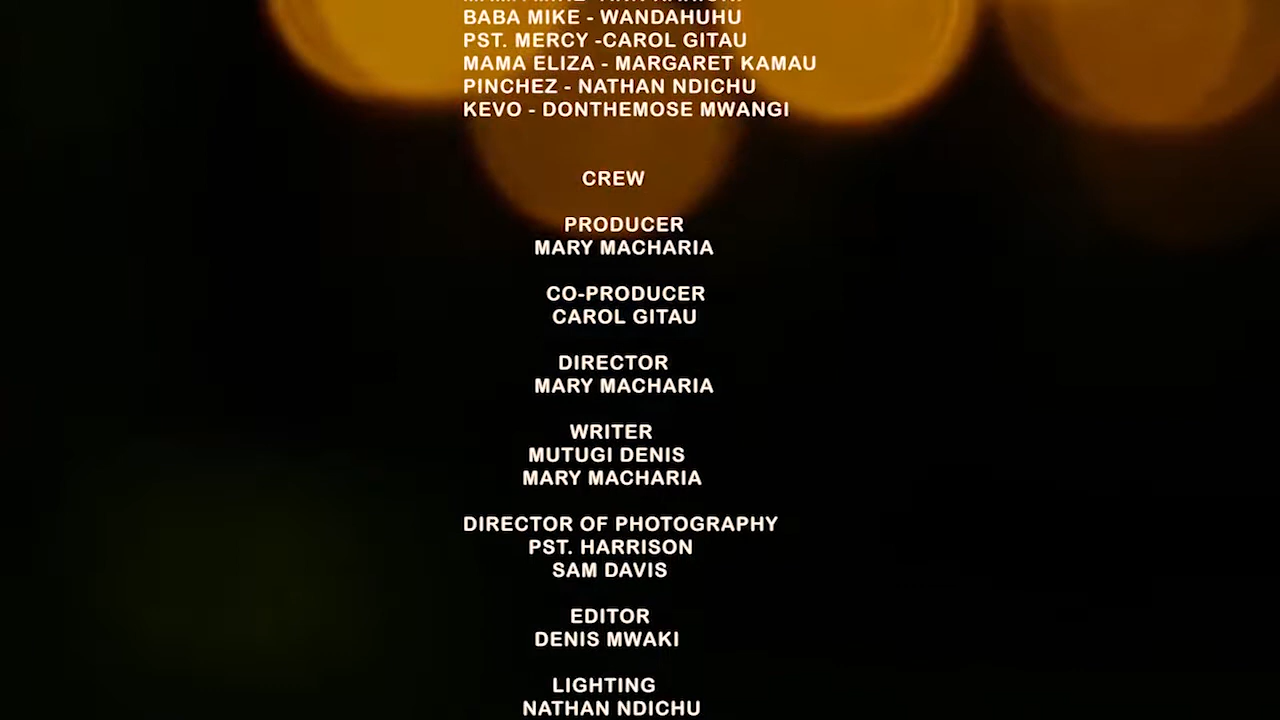 BABA MIKE - WANDAHUHU
PST. MERCY -CAROL GITAU
MAMA ELIZA - MARGARET KAMAU
PINCHEZ - NATHAN NDICHU
KEVO - DONTHEMOSE MWANGI
CREW
PRODUCER
MARY MACHARIA
CO-PRODUCER
CAROL GITAU
DIRECTOR
MARY MACHARIA
WRITER
MUTUGI DENIS
MARY MACHARIA
DIRECTOR OF PHOTOGRAPHY
PST. HARRISON
SAM DAVIS
EDITOR
DENIS MWAKI
LIGHTING
NATHAN NDICHU